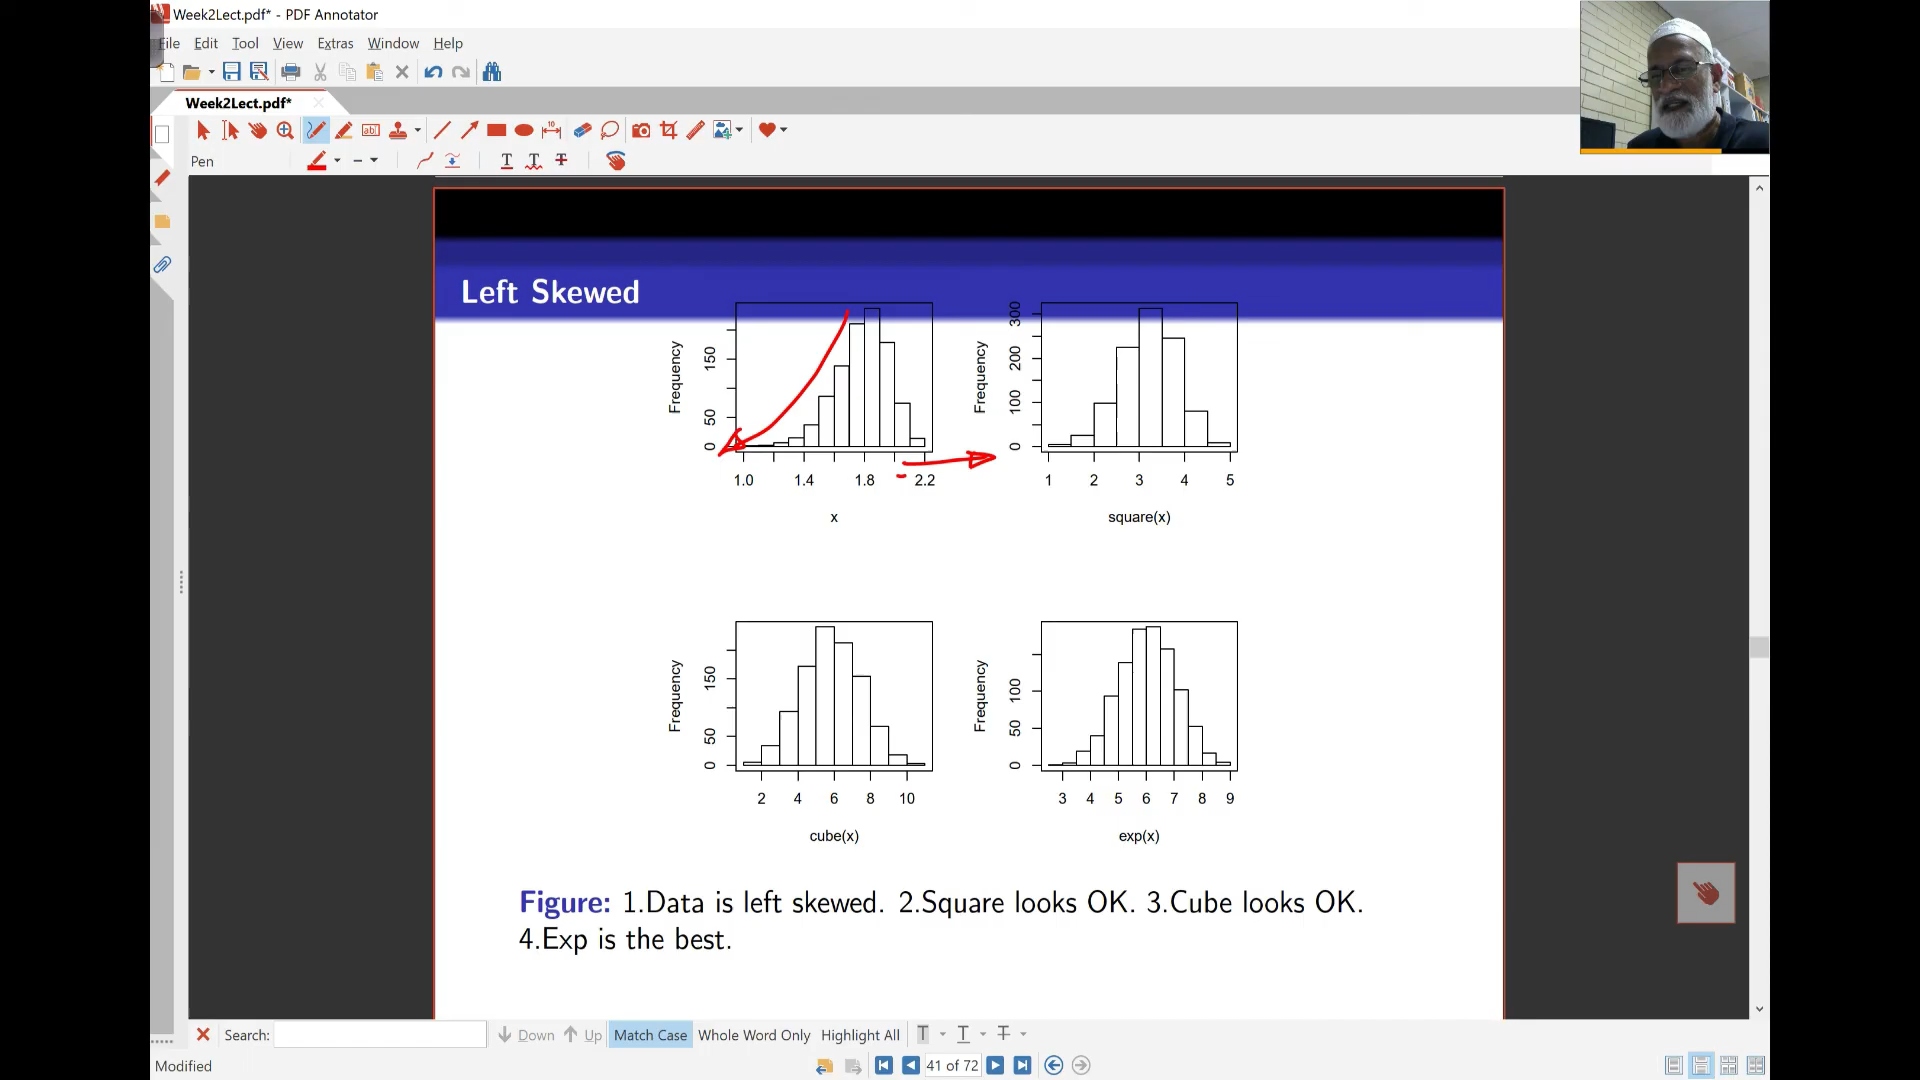 Week2Lect.pdf* - PDF Annotator
File Edit Tool View Extras Window Help
Week2Lect.pdf*
Pen
Left Skewed
Frequency
0 50 150
1.0 1.4 1.8 2.2
x
Frequency
0 100 200 300
1 2 3 4 5
square(x)
Frequency
0 50 150
2 4 6 8 10
cube(x)
Frequency
0 50 100
3 4 5 6 7 8 9
exp(x)
Figure: 1.Data is left skewed. 2.Square looks OK. 3.Cube looks OK.
4.Exp is the best.
Search: Down Up Match Case Whole Word Only Highlight All
Modified 41 of 72